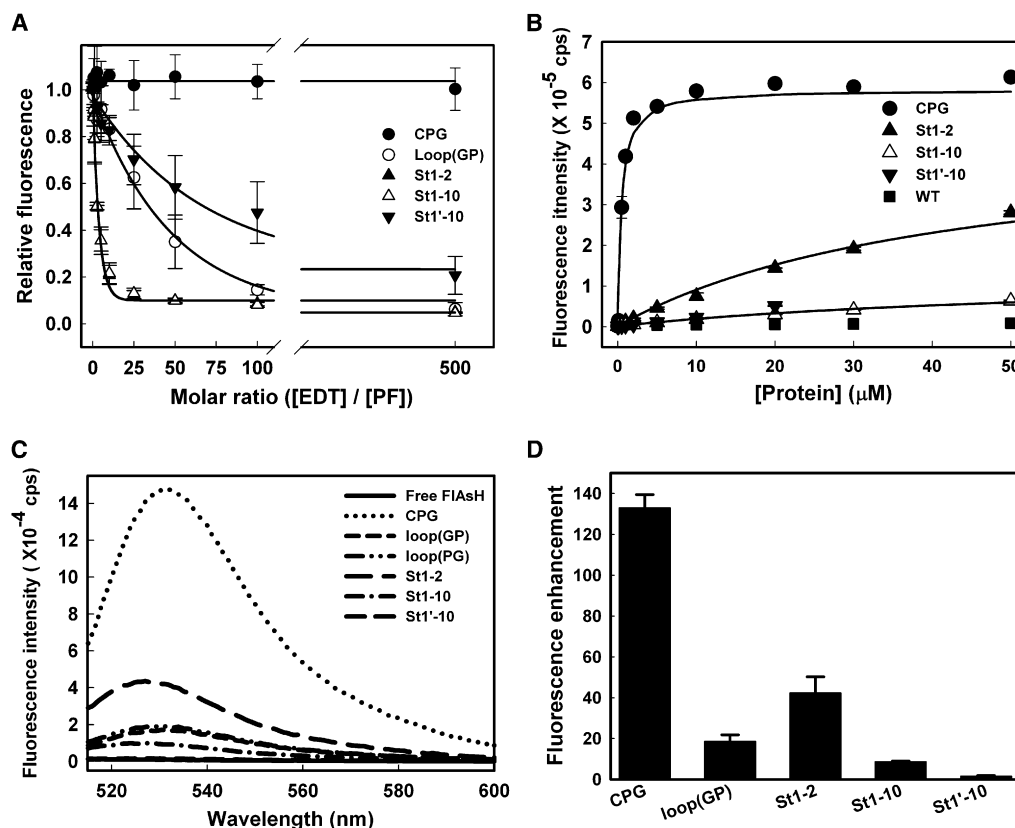 A
Relative fluorescence
1.0
0.8
0.6
0.4
0.2
0.0
CPG
Loop(GP)
St1-2
St1-10
St1'-10
0 25 50 75 100 500
Molar ratio ([EDT] / [PF])
B
Fluorescence itnensity (X 10⁻⁵ cps)
7
6
5
4
3
2
1
0
CPG
St1-2
St1-10
St1'-10
WT
0 10 20 30 40 50
[Protein] (μM)
C
Fluorescence intensity ( X10⁻⁴ cps)
14
12
10
8
6
4
2
0
Free FlAsH
CPG
loop(GP)
loop(PG)
St1-2
St1-10
St1'-10
520 540 560 580 600
Wavelength (nm)
D
Fluorescence enhancement
140
120
100
80
60
40
20
0
CPG loop(GP) St1-2 St1-10 St1'-10